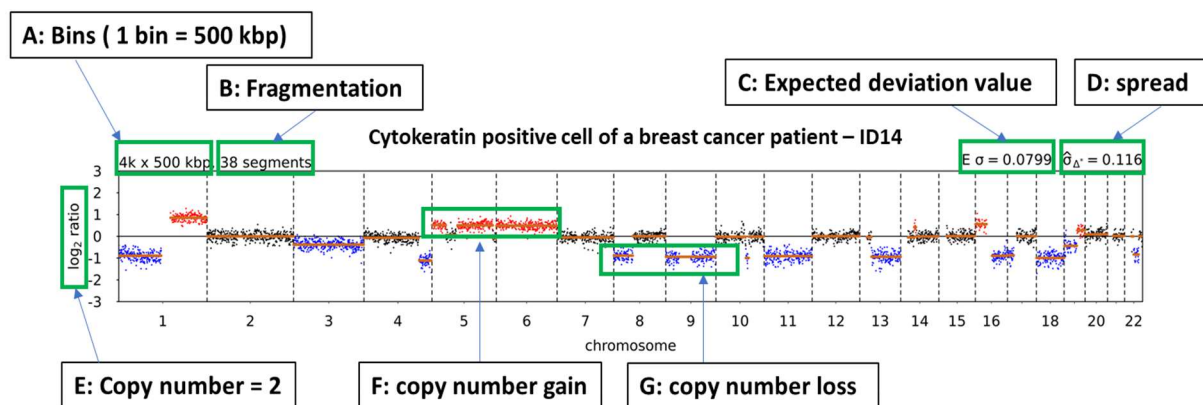 A: Bins ( 1 bin = 500 kbp)
B: Fragmentation
C: Expected deviation value
D: spread
Cytokeratin positive cell of a breast cancer patient – ID14
4k x 500 kbp, 38 segments
E σ = 0.0799
σ̂Δ* = 0.116
log₂ ratio
3
2
1
0
-1
-2
-3
1 2 3 4 5 6 7 8 9 10 11 12 13 14 15 16 18 20 22
chromosome
E: Copy number = 2
F: copy number gain
G: copy number loss